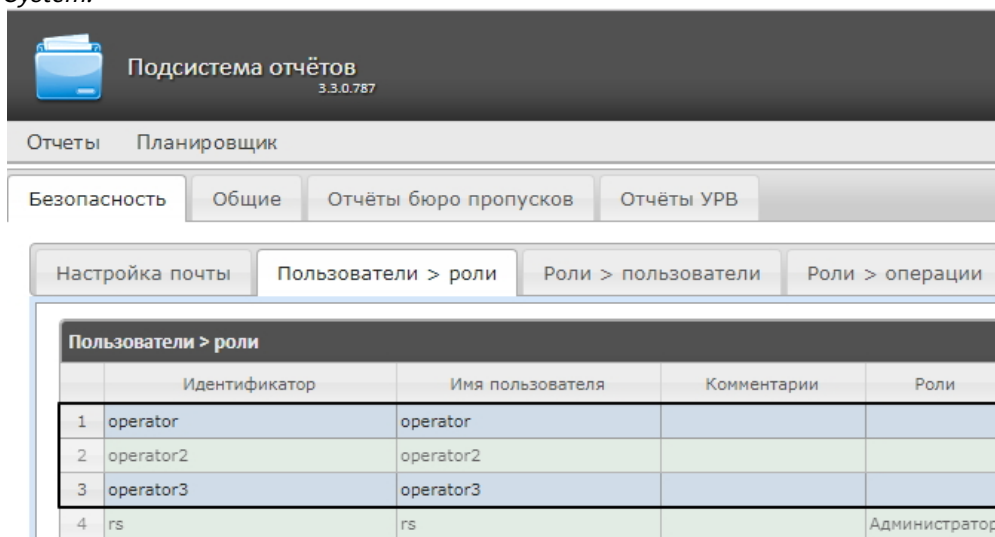 System.
Подсистема отчётов
3.3.0.787
Отчеты Планировщик
Безопасность Общие Отчёты бюро пропусков Отчёты УРВ
Настройка почты Пользователи > роли Роли > пользователи Роли > операции
Пользователи > роли
Идентификатор Имя пользователя Комментарии Роли
1 operator operator
2 operator2 operator2
3 operator3 operator3
4 rs rs Администратор